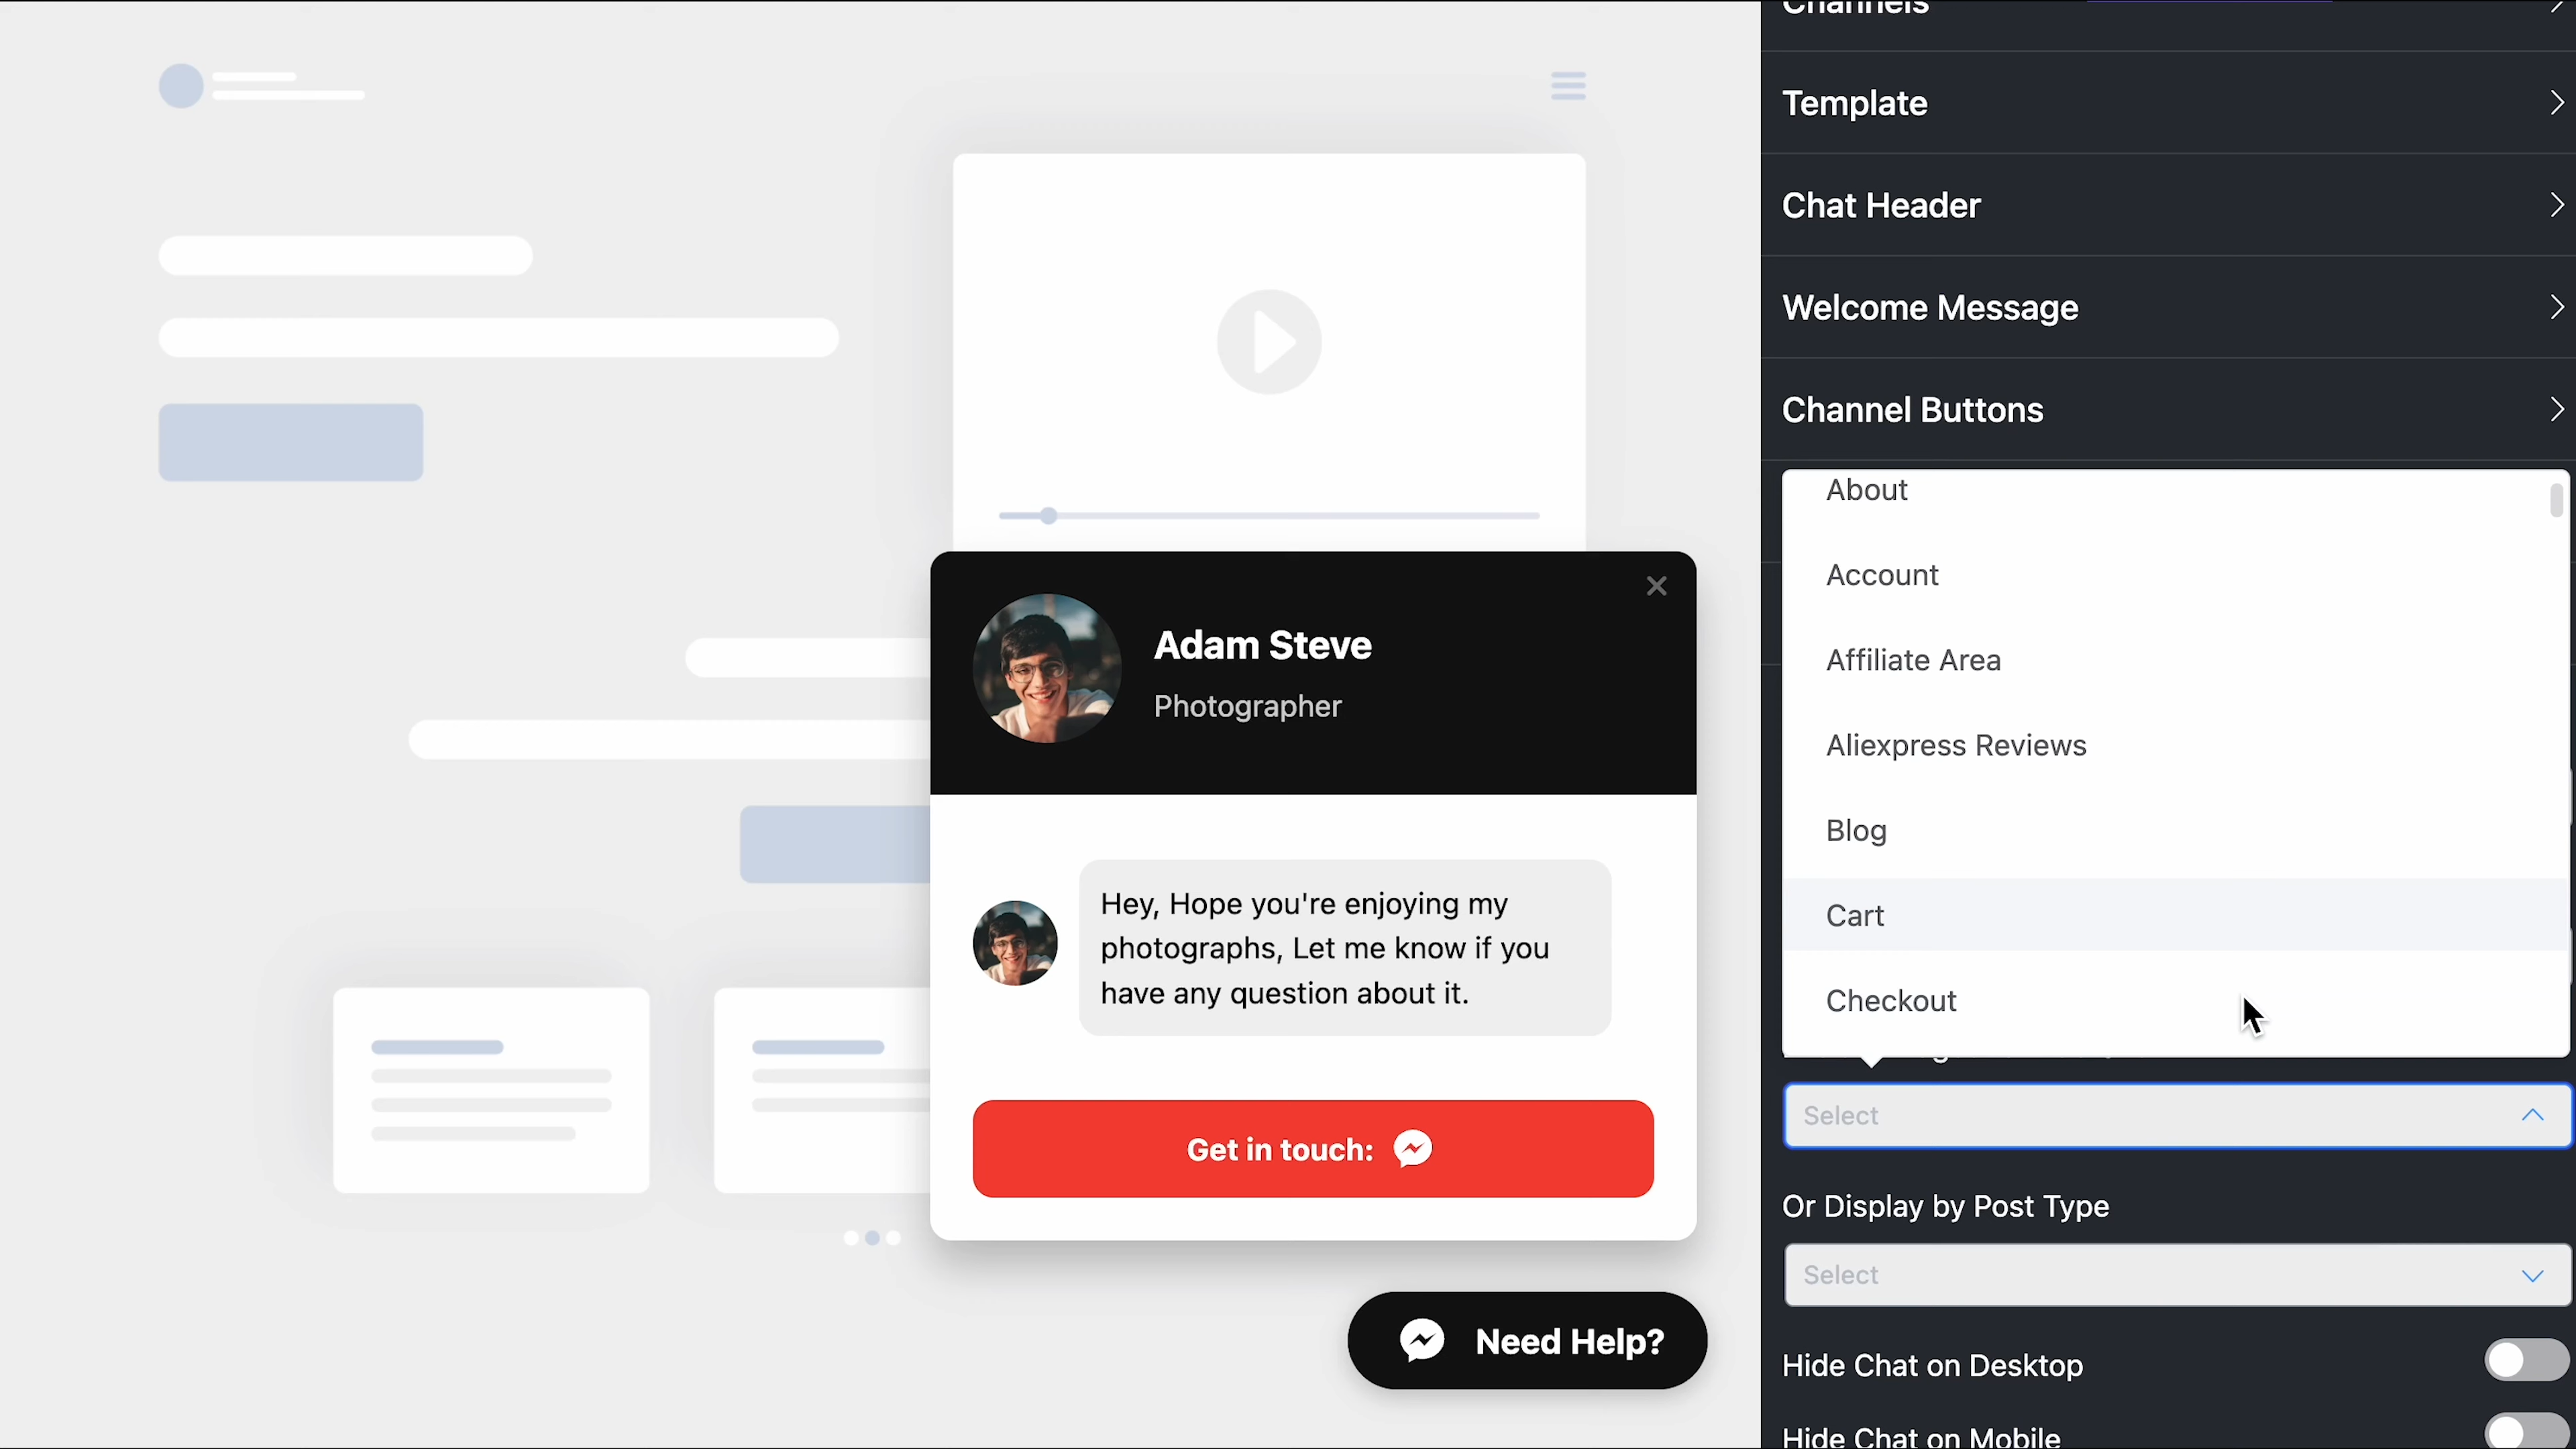 Channels
Template
Chat Header
Welcome Message
Channel Buttons
About
Account
Affiliate Area
Aliexpress Reviews
Blog
Cart
Checkout
Select
Or Display by Post Type
Select
Hide Chat on Desktop
Hide Chat on Mobile
Adam Steve
Photographer
Hey, Hope you're enjoying my
photographs, Let me know if you
have any question about it.
Get in touch:
Need Help?